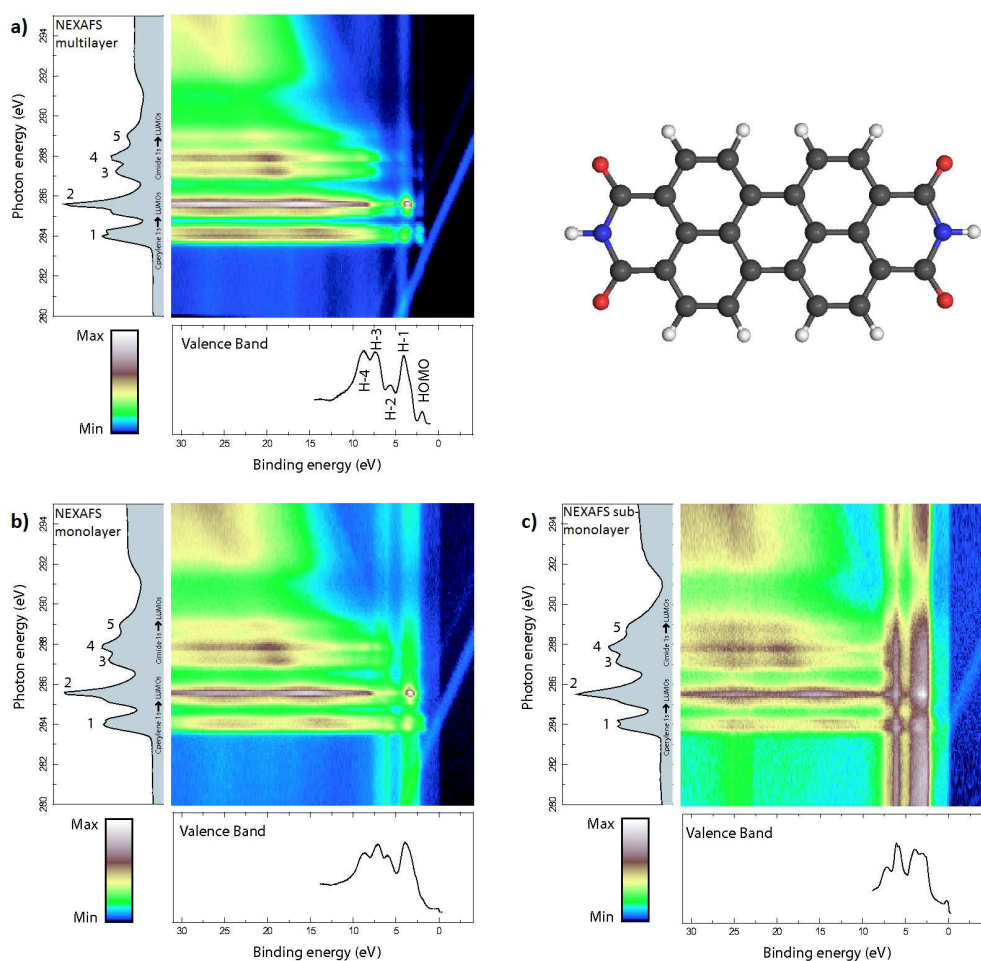 a)
NEXAFS
multilayer
Photon energy (eV)
294
292
290
288
286
284
282
280
5
4
3
2
1
Cimide 1s➔LUMOs
Cperylene 1s➔LUMOs
Max
Min
Valence Band
H-4
H-3
H-2
H-1
HOMO
30 25 20 15 10 5 0
Binding energy (eV)
b)
NEXAFS
monolayer
Photon energy (eV)
294
292
290
288
286
284
282
280
5
4
3
2
1
Cimide 1s➔LUMOs
Cperylene 1s➔LUMOs
Max
Min
Valence Band
30 25 20 15 10 5 0
Binding energy (eV)
c)
NEXAFS sub-
monolayer
Photon energy (eV)
294
292
290
288
286
284
282
280
5
4
3
2
1
Cimide 1s➔LUMOs
Cperylene 1s➔LUMOs
Max
Min
Valence Band
30 25 20 15 10 5 0
Binding energy (eV)